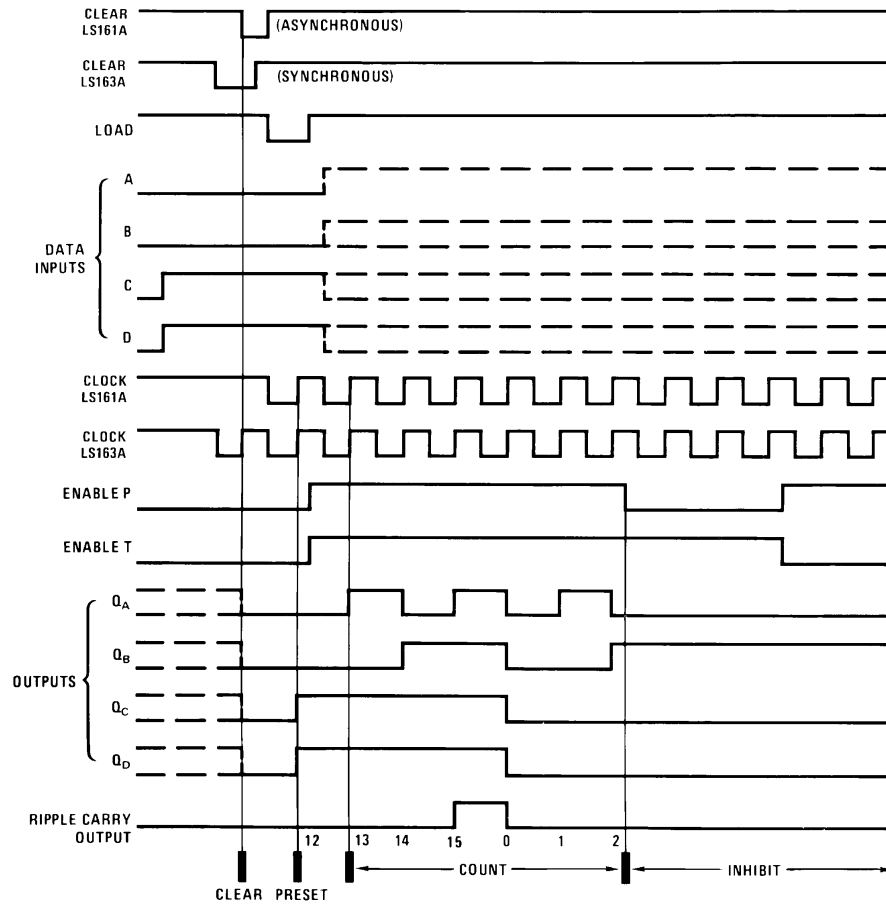 CLEAR
LS161A
(ASYNCHRONOUS)
CLEAR
LS163A
(SYNCHRONOUS)
LOAD
A
B
DATA
INPUTS
C
D
CLOCK
LS161A
CLOCK
LS163A
ENABLE P
ENABLE T
QA
QB
OUTPUTS
QC
QD
RIPPLE CARRY
OUTPUT
12 13 14 15 0 1 2
COUNT INHIBIT
CLEAR PRESET